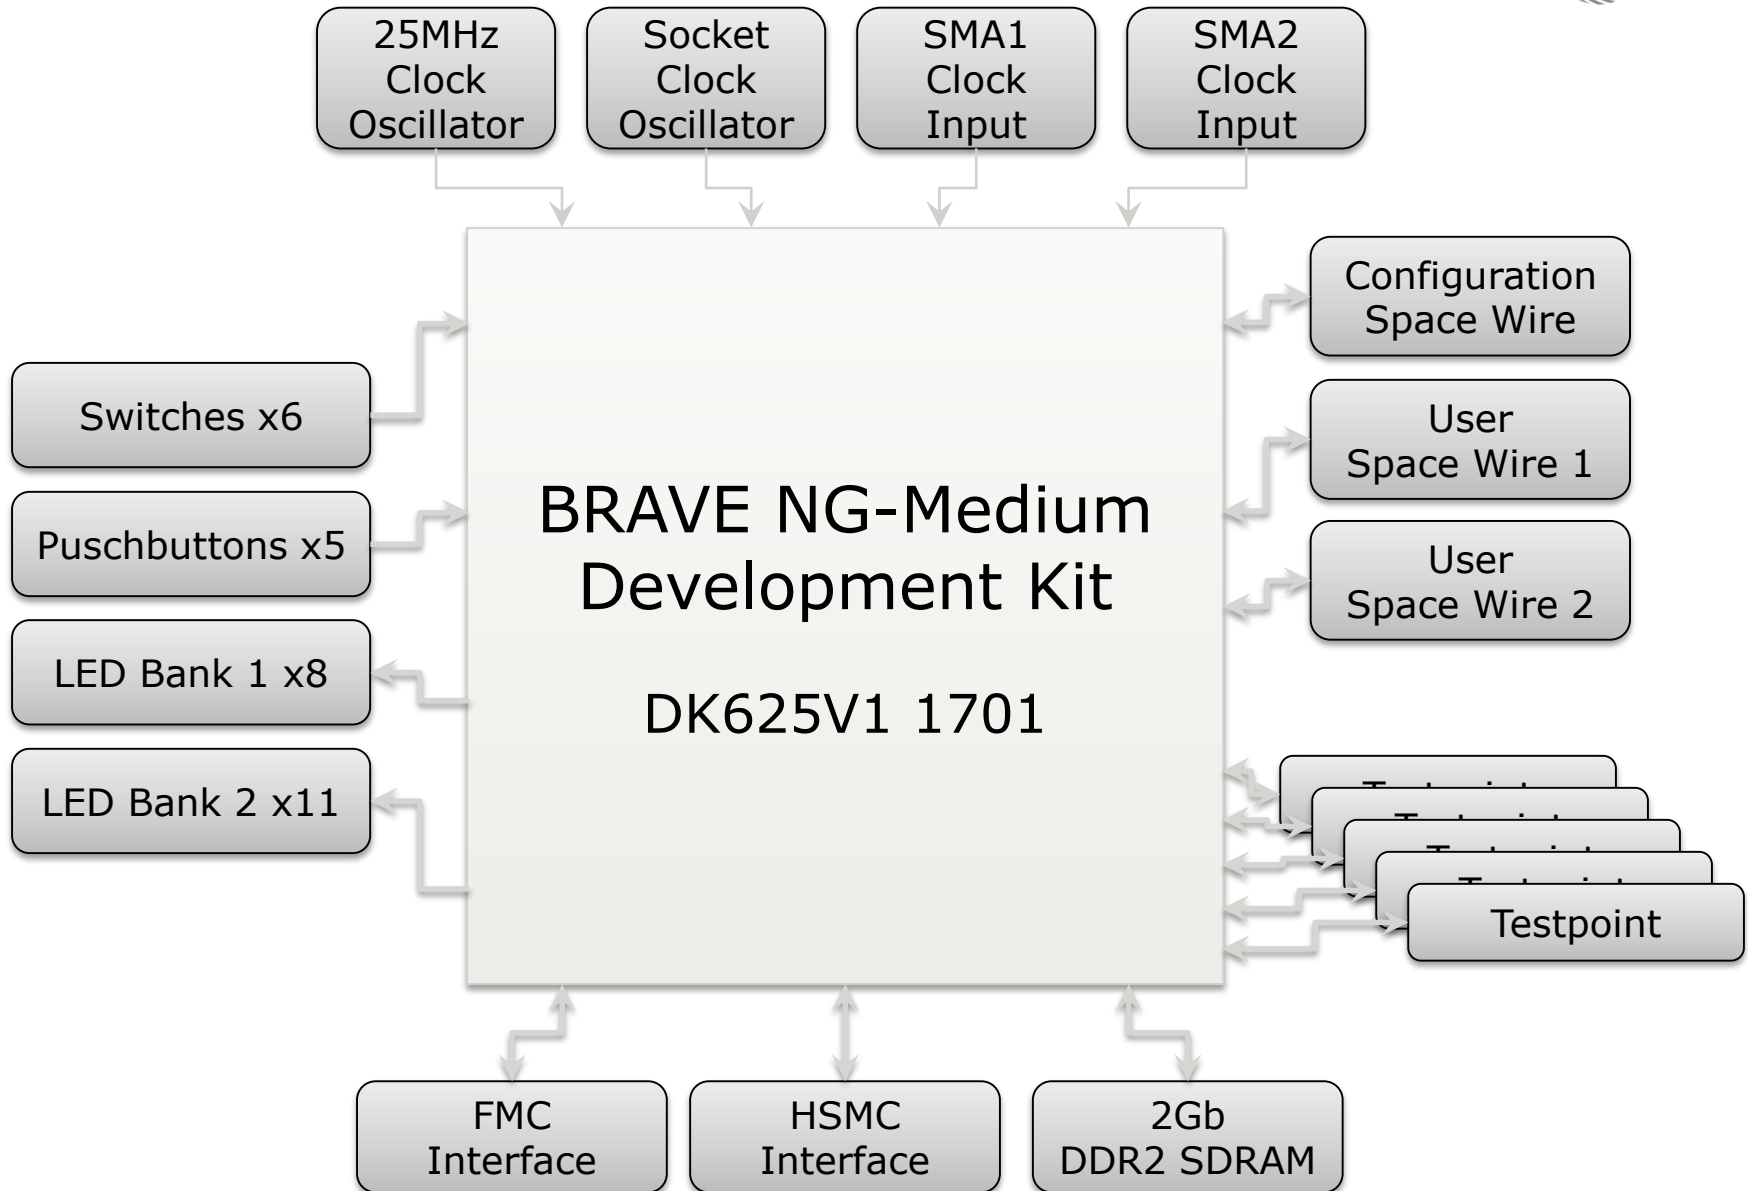 25MHz
Clock
Oscillator
Socket
Clock
Oscillator
SMA1
Clock
Input
SMA2
Clock
Input
Configuration
Space Wire
Switches x6
User
Space Wire 1
Puschbuttons x5
User
Space Wire 2
BRAVE NG-Medium
Development Kit
LED Bank 1 x8
DK625V1 1701
LED Bank 2 x11
Testpoint
FMC
Interface
HSMC
Interface
2Gb
DDR2 SDRAM